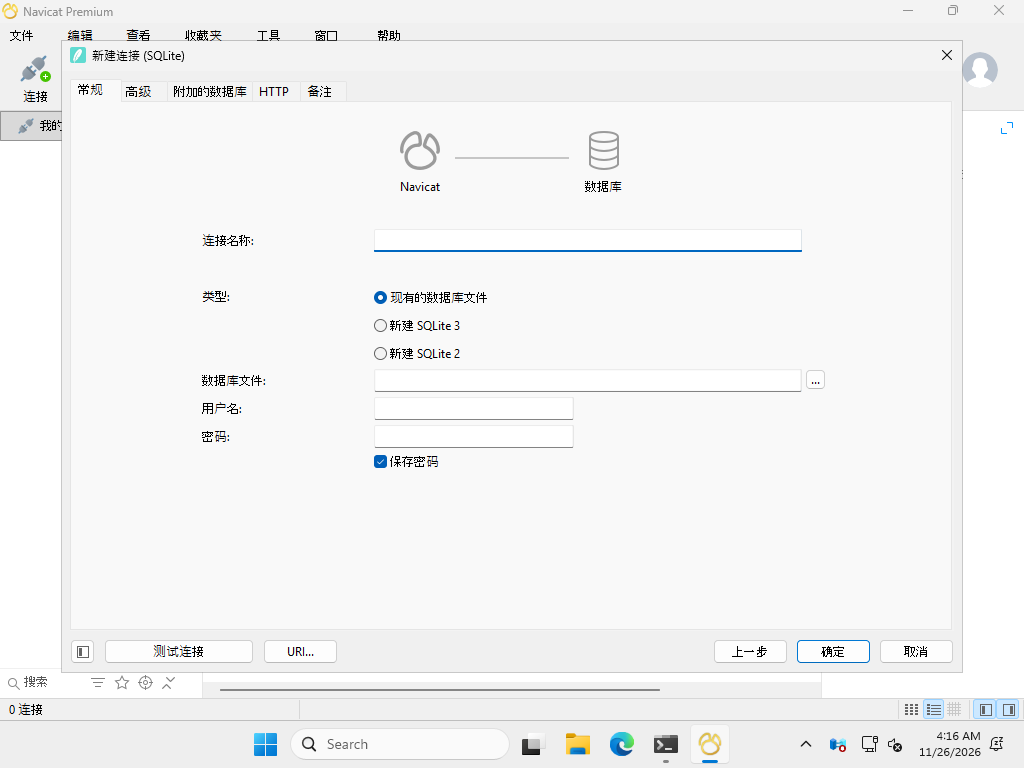 Navicat Premium
文件 编辑 查看 收藏夹 工具 窗口 帮助
新建连接 (SQLite)
连接
我的
常规 高级 附加的数据库 HTTP 备注
Navicat 数据库
连接名称:
类型: 现有的数据库文件
新建 SQLite 3
新建 SQLite 2
数据库文件: ...
用户名:
密码:
保存密码
测试连接 URI... 上一步 确定 取消
搜索
0 连接
Search
4:16 AM
11/26/2026